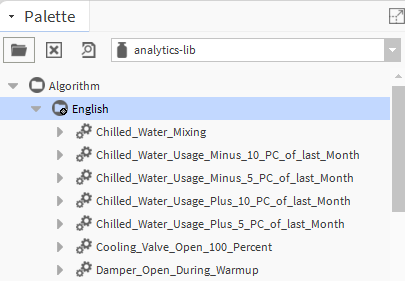 Palette
analytics-lib
Algorithm
English
Chilled_Water_Mixing
Chilled_Water_Usage_Minus_10_PC_of_last_Month
Chilled_Water_Usage_Minus_5_PC_of_last_Month
Chilled_Water_Usage_Plus_10_PC_of_last_Month
Chilled_Water_Usage_Plus_5_PC_of_last_Month
Cooling_Valve_Open_100_Percent
Damper_Open_During_Warmup